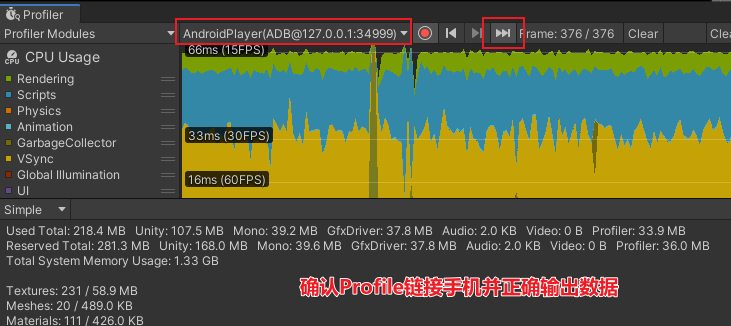 Profiler
Profiler Modules
AndroidPlayer(ADB@127.0.0.1:34999)
Frame: 376 / 376
Clear
Clea
CPU Usage
CPU
Rendering
Scripts
Physics
Animation
GarbageCollector
VSync
Global Illumination
UI
66ms (15FPS)
33ms (30FPS)
16ms (60FPS)
Simple
Used Total: 218.4 MB Unity: 107.5 MB Mono: 39.2 MB GfxDriver: 37.8 MB Audio: 2.0 KB Video: 0 B Profiler: 33.9 MB
Reserved Total: 281.3 MB Unity: 168.0 MB Mono: 39.6 MB GfxDriver: 37.8 MB Audio: 2.0 KB Video: 0 B Profiler: 36.0 MB
Total System Memory Usage: 1.33 GB
Textures: 231 / 58.9 MB
Meshes: 20 / 489.0 KB
Materials: 111 / 426.0 KB
确认Profile链接手机并正确输出数据